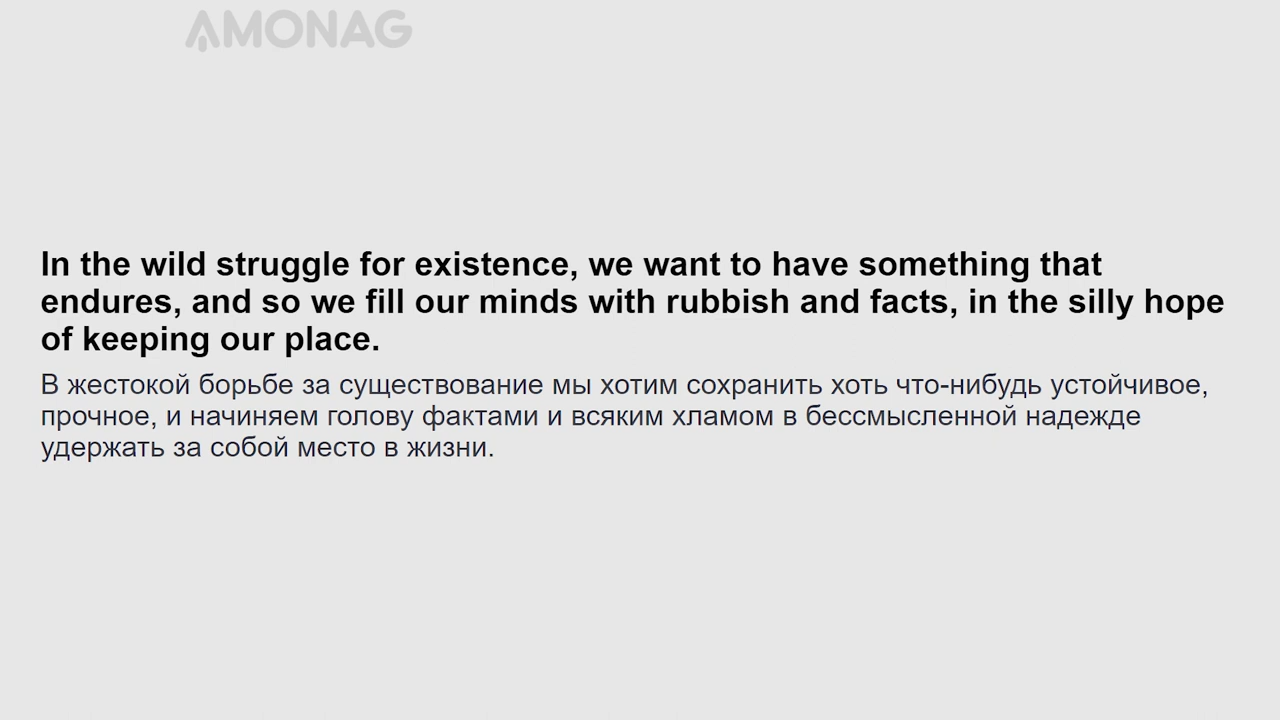 AMONAG
In the wild struggle for existence, we want to have something that
endures, and so we fill our minds with rubbish and facts, in the silly hope
of keeping our place.
В жестокой борьбе за существование мы хотим сохранить хоть что-нибудь устойчивое,
прочное, и начиняем голову фактами и всяким хламом в бессмысленной надежде
удержать за собой место в жизни.